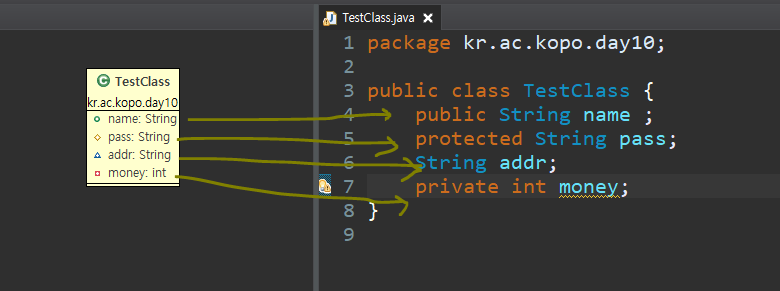 TestClass.java
TestClass
kr.ac.kopo.day10
name: String
pass: String
addr: String
money: int
1 package kr.ac.kopo.day10;
2
3 public class TestClass {
4 public String name ;
5 protected String pass;
6 String addr;
7 private int money;
8 }
9